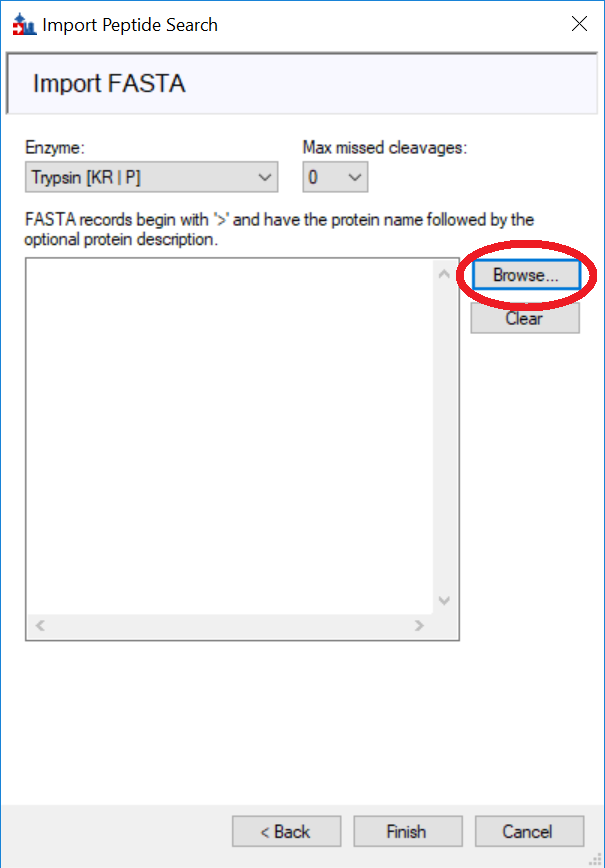 Import Peptide Search
Import FASTA
Enzyme:
Max missed cleavages:
Trypsin [KR | P]
0
FASTA records begin with '>' and have the protein name followed by the
optional protein description.
Browse...
Clear
< Back
Finish
Cancel